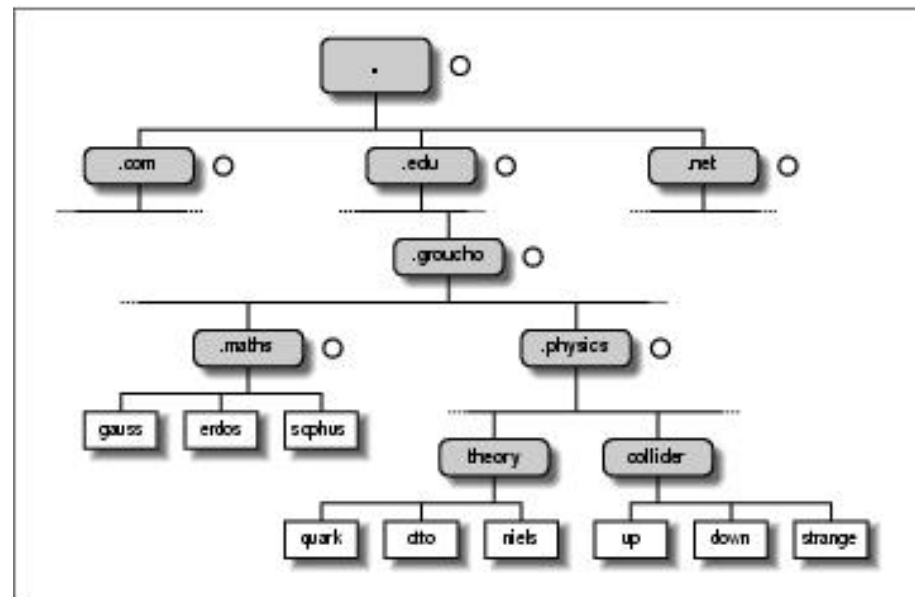 .
.com .edu .net
.groucho
.maths .physics
gauss erdos sophus
theory collider
quark otto niels up down strange